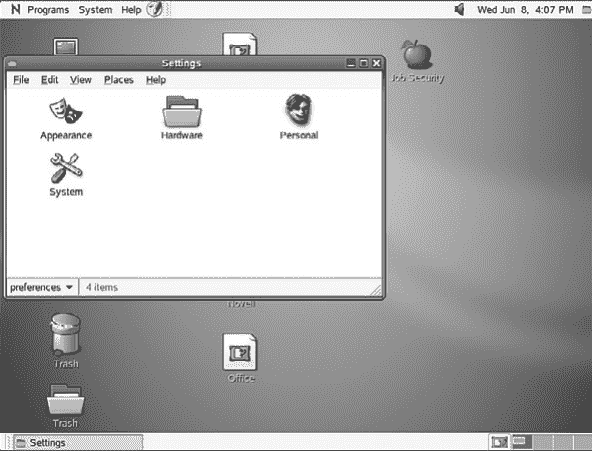 N Programs System Help Wed Jun 8, 4:07 PM
Settings
File Edit View Places Help
Job Security
Appearance Hardware Personal
System
preferences 4 items
Novell
Trash
Office
Trash
Settings